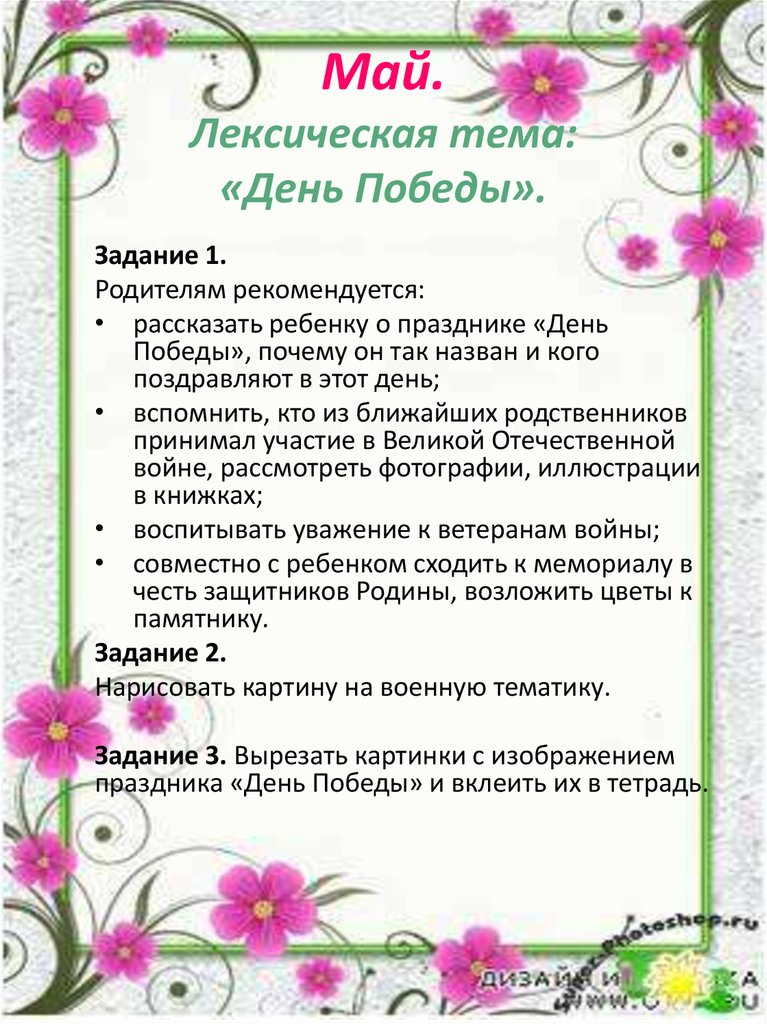 Май.
Лексическая тема:
«День Победы».
Задание 1.
Родителям рекомендуется:
• рассказать ребенку о празднике «День
Победы», почему он так назван и кого
поздравляют в этот день;
• вспомнить, кто из ближайших родственников
принимал участие в Великой Отечественной
войне, рассмотреть фотографии, иллюстрации
в книжках;
• воспитывать уважение к ветеранам войны;
• совместно с ребенком сходить к мемориалу в
честь защитников Родины, возложить цветы к
памятнику.
Задание 2.
Нарисовать картину на военную тематику.
Задание 3. Вырезать картинки с изображением
праздника «День Победы» и вклеить их в тетрадь.